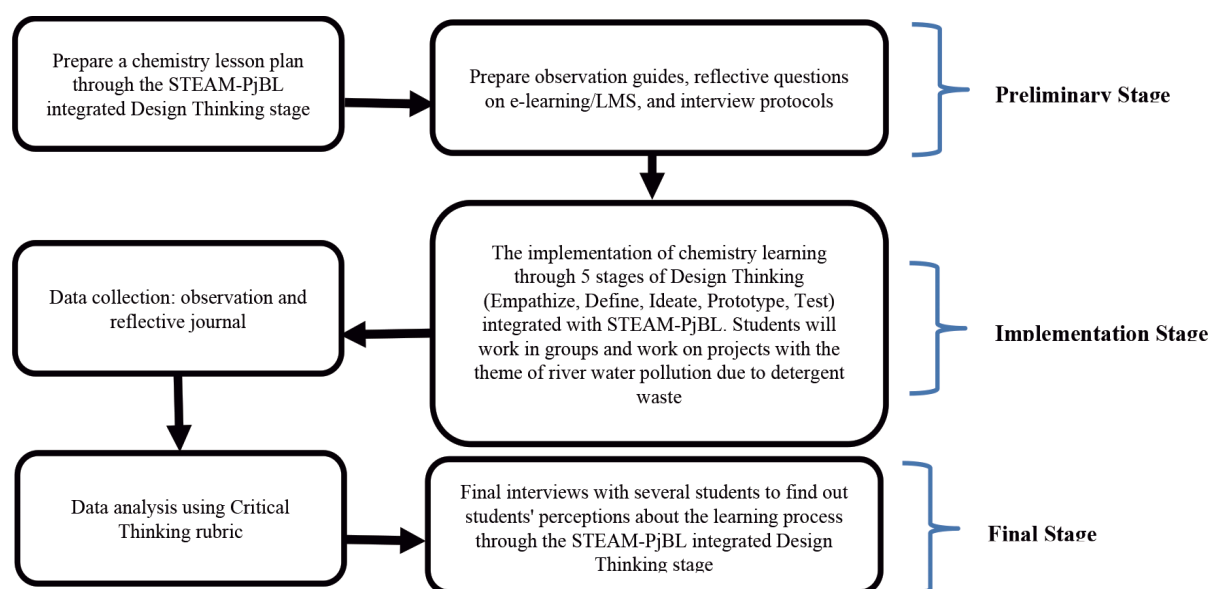 Prepare a chemistry lesson plan
through the STEAM-PjBL
integrated Design Thinking stage
Prepare observation guides, reflective questions
on e-learning/LMS, and interview protocols
Preliminary Stage
Data collection: observation and
reflective journal
The implementation of chemistry learning
through 5 stages of Design Thinking
(Empathize, Define, Ideate, Prototype, Test)
integrated with STEAM-PjBL. Students will
work in groups and work on projects with the
theme of river water pollution due to detergent
waste
Implementation Stage
Data analysis using Critical
Thinking rubric
Final interviews with several students to find out
students' perceptions about the learning process
through the STEAM-PjBL integrated Design
Thinking stage
Final Stage